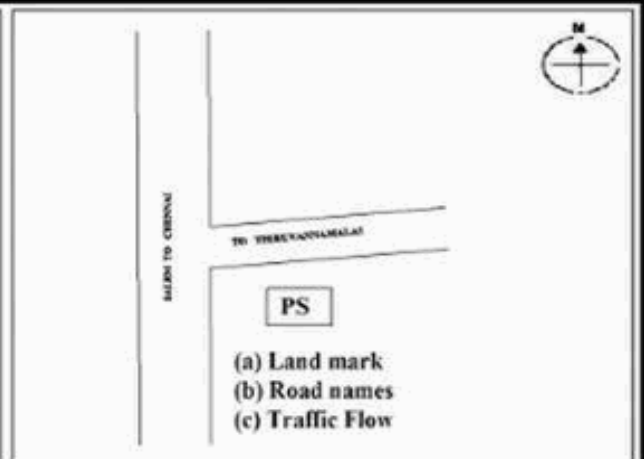 N
SALEM TO CHENNAI
TO THIRUVANNAMALAI
PS
(a) Land mark
(b) Road names
(c) Traffic Flow